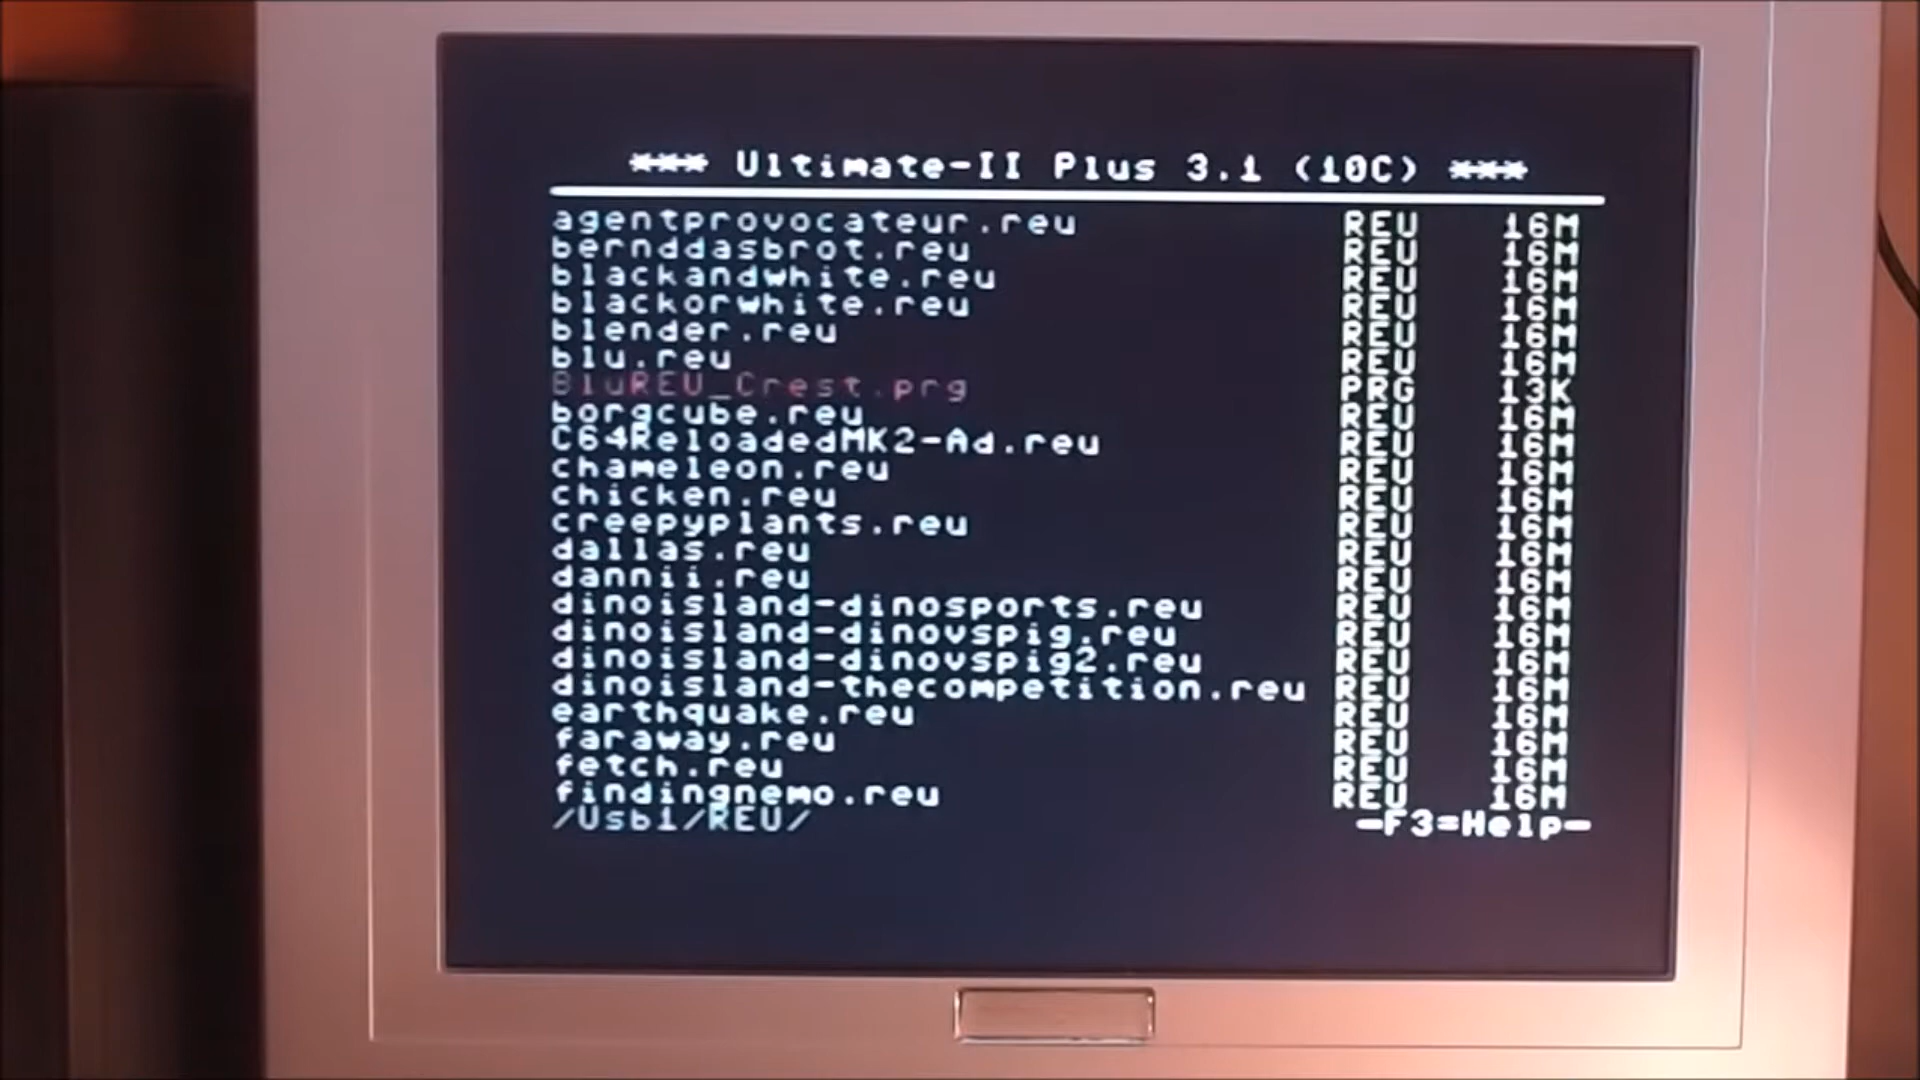 *** Ultimate-II Plus 3.1 (10C) ***
agentprovocateur.reu REU 16M
bernddasbrot.reu REU 16M
blackandwhite.reu REU 16M
blackorwhite.reu REU 16M
blender.reu REU 16M
blu.reu REU 16M
BluREU_Crest.prg PRG 13K
borgcube.reu REU 16M
C64ReloadedMK2-Ad.reu REU 16M
chameleon.reu REU 16M
chicken.reu REU 16M
creepyplants.reu REU 16M
dallas.reu REU 16M
dannii.reu REU 16M
dinoisland-dinosports.reu REU 16M
dinoisland-dinovspig.reu REU 16M
dinoisland-dinovspig2.reu REU 16M
dinoisland-thecompetition.reu REU 16M
earthquake.reu REU 16M
faraway.reu REU 16M
fetch.reu REU 16M
findingnemo.reu REU 16M
/Usb1/REU/ -F3=Help-